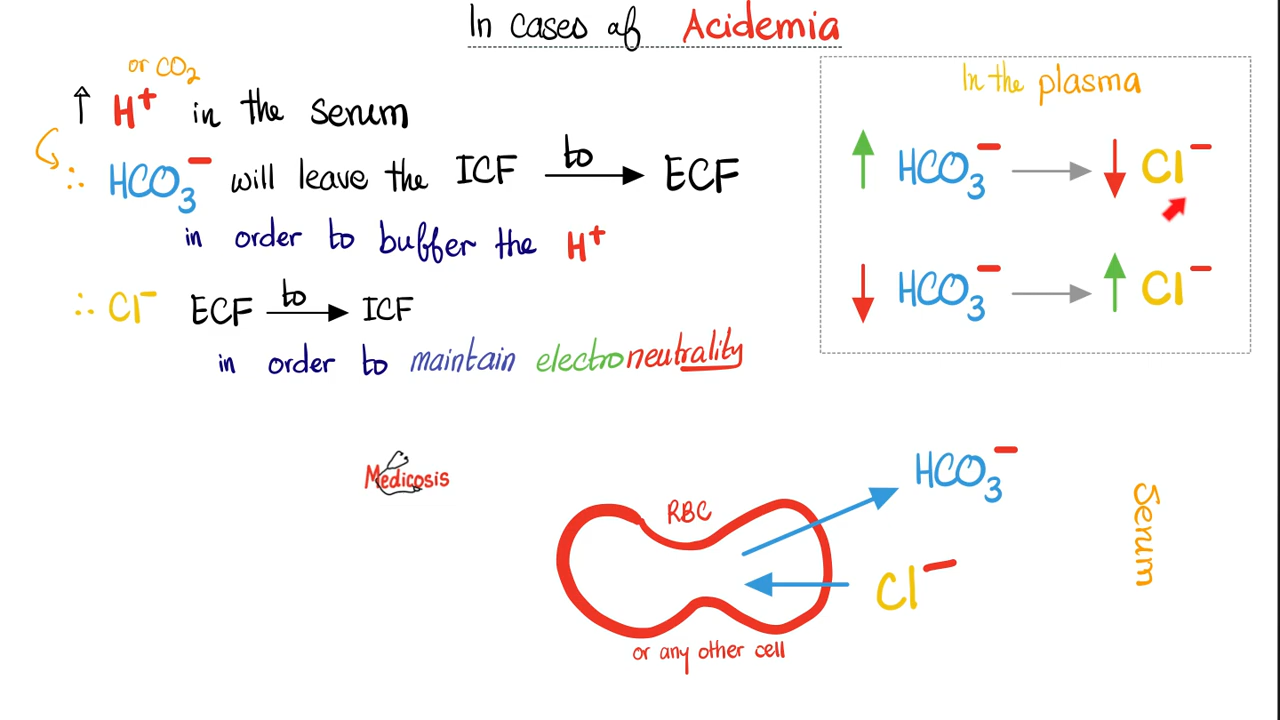 In cases of Acidemia
or CO₂
↑ H⁺ in the serum
∴ HCO₃⁻ will leave the ICF to → ECF
in order to buffer the H⁺
∴ Cl⁻ ECF to → ICF
in order to maintain electroneutrality
In the plasma
↑ HCO₃⁻ → ↓ Cl⁻
↓ HCO₃⁻ → ↑ Cl⁻
Medicosis
RBC
HCO₃⁻
Cl⁻
or any other cell
Serum